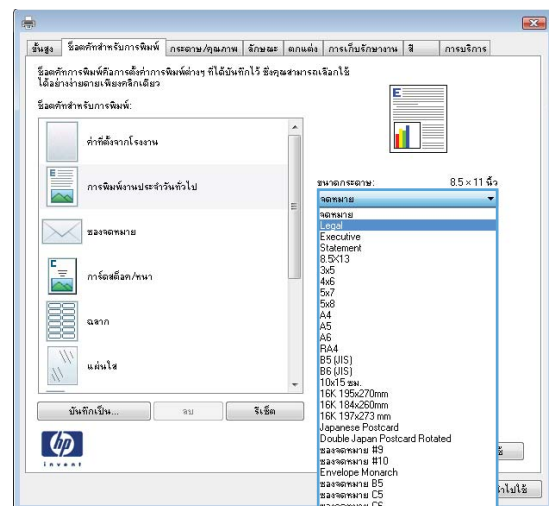 ขั้นสูง ช็อตคัทสำหรับการพิมพ์ กระดาษ/คุณภาพ ลักษณะ ตกแต่ง การเก็บรักษางาน สี การบริการ
ช็อตคัทการพิมพ์คือการตั้งค่าการพิมพ์ต่างๆ ที่ได้บันทึกไว้ ซึ่งคุณสามารถเลือกใช้
ได้อย่างง่ายดายเพียงคลิกเดียว
ช็อตคัทสำหรับการพิมพ์:
ค่าที่ตั้งจากโรงงาน
การพิมพ์งานประจำวันทั่วไป
ซองจดหมาย
การ์ดสต็อค/หนา
ฉลาก
แผ่นใส
บันทึกเป็น... ลบ รีเซ็ต
hp
invent
E
ขนาดกระดาษ: 8.5 × 11 นิ้ว
จดหมาย
จดหมาย
Legal
Executive
Statement
8.5X13
3x5
4x6
5x7
5x8
A4
A5
A6
RA4
B5 (JIS)
B6 (JIS)
10x15 ซม.
16K 195x270mm
16K 184x260mm
16K 197x273 mm
Japanese Postcard
Double Japan Postcard Rotated
ซองจดหมาย #9
ซองจดหมาย #10
Envelope Monarch
ซองจดหมาย B5
ซองจดหมาย C5
ซองจดหมาย C6